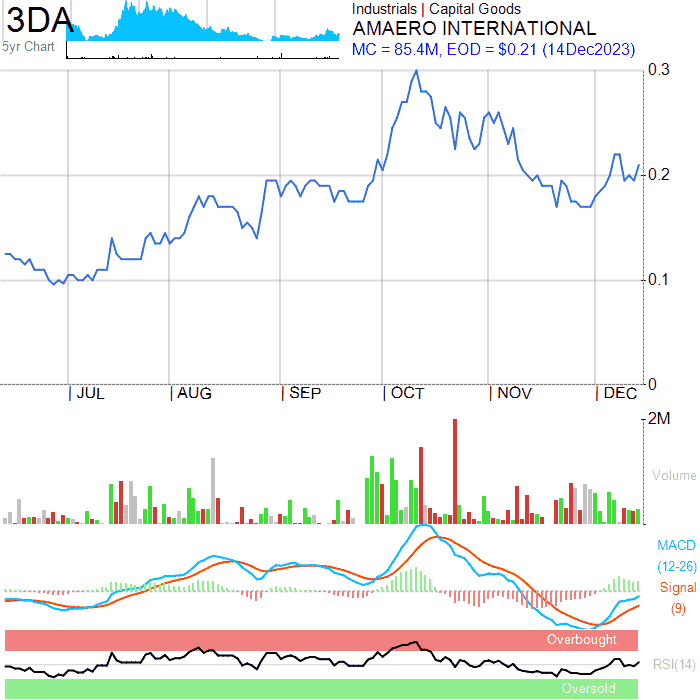 3DA
5yr Chart
Industrials | Capital Goods
AMAERO INTERNATIONAL
MC = 85.4M, EOD = $0.21 (14Dec2023)
0.3
0.2
0.1
0
JUL AUG SEP OCT NOV DEC
2M
Volume
MACD
(12-26)
Signal
(9)
Overbought
RSI(14)
Oversold